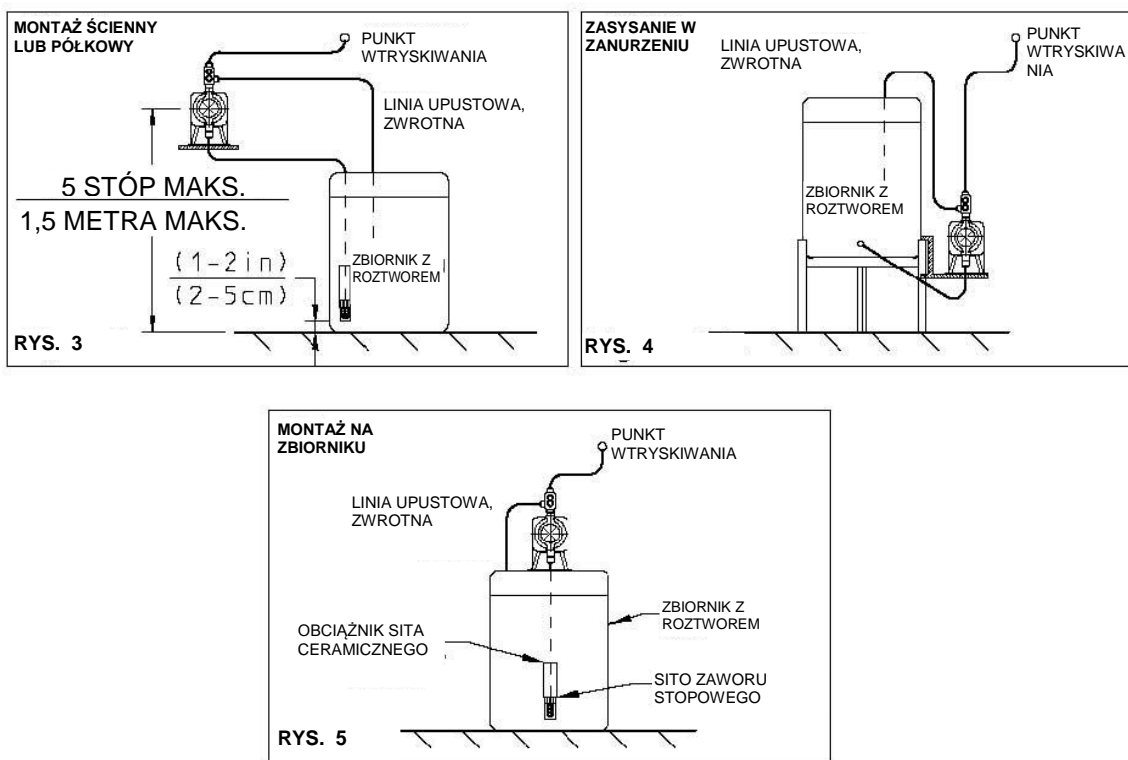 MONTAŻ ŚCIENNY
LUB PÓŁKOWY
PUNKT
WTRYSKIWANIA
LINIA UPUSTOWA,
ZWROTNA
5 STÓP MAKS.
1,5 METRA MAKS.
(1-2in)
(2-5cm)
ZBIORNIK Z
ROZTWOREM
RYS. 3
ZASYSANIE W
ZANURZENIU
LINIA UPUSTOWA,
ZWROTNA
PUNKT
WTRYSKIWA
NIA
ZBIORNIK Z
ROZTWOREM
RYS. 4
MONTAŻ NA
ZBIORNIKU
PUNKT
WTRYSKIWANIA
LINIA UPUSTOWA,
ZWROTNA
ZBIORNIK Z
ROZTWOREM
OBCIĄŻNIK SITA
CERAMICZNEGO
SITO ZAWORU
STOPOWEGO
RYS. 5